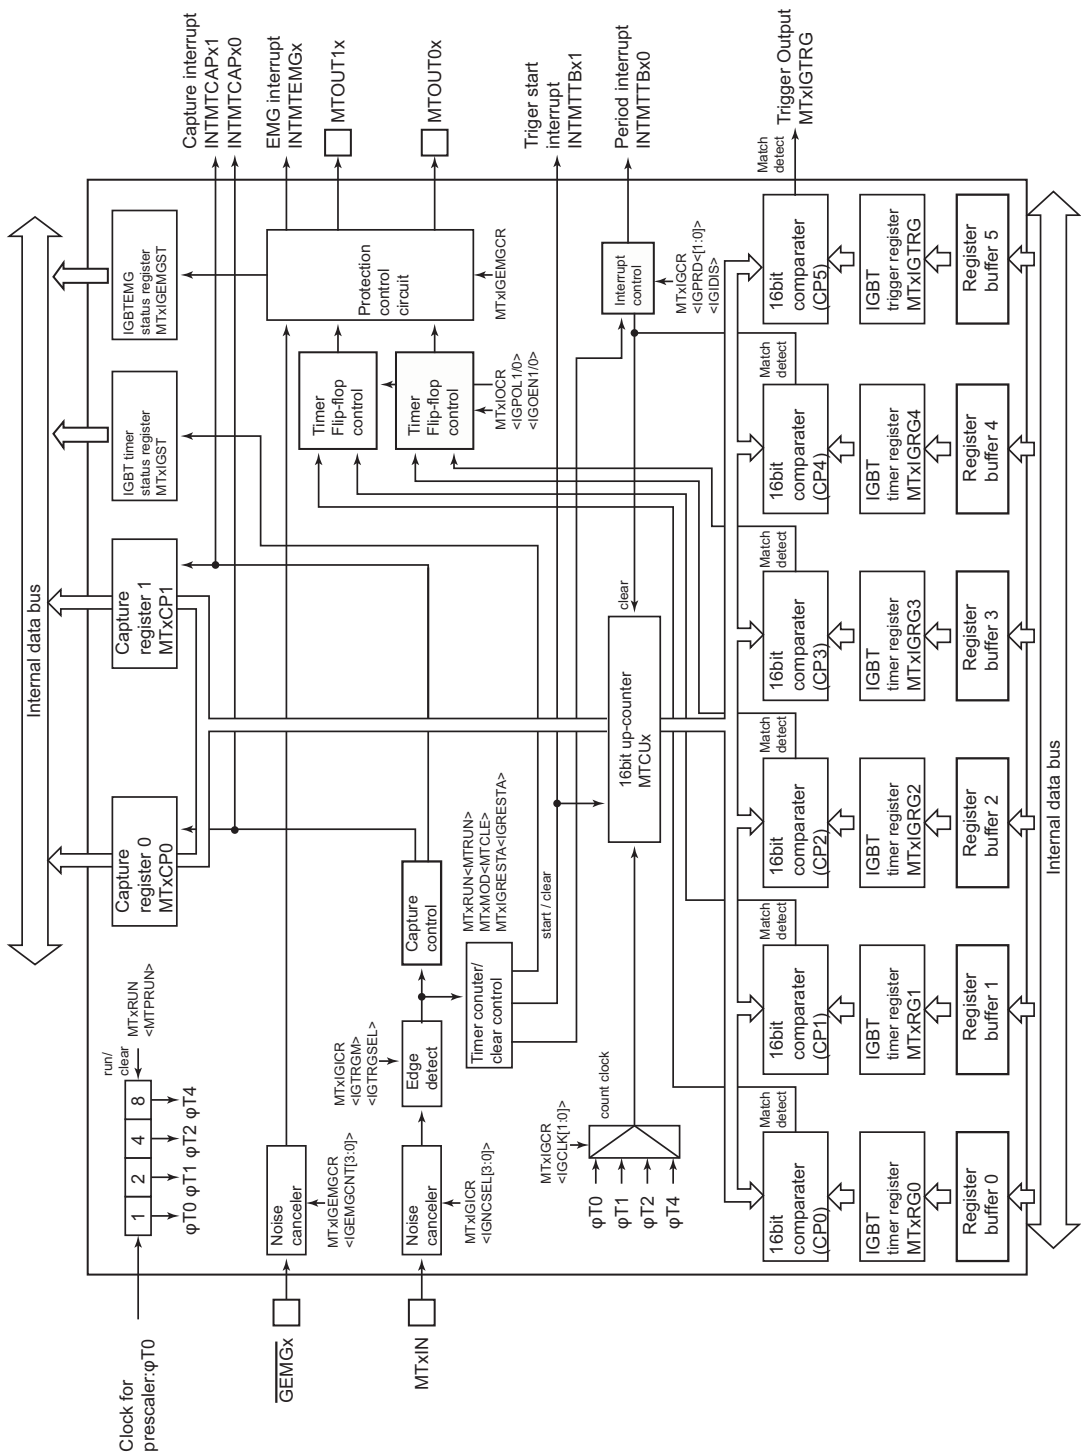 Clock for
prescaler:φT0
1
2
4
8
run/
clear
MTxRUN
<MTPRUN>
φT0
φT1
φT2
φT4
Internal data bus
Capture
register 0
MTxCP0
Capture
register 1
MTxCP1
IGBT timer
status register
MTxIGST
IGBTEMG
status register
MTxIGEMGST
Capture interrupt
INTMTCAPx1
INTMTCAPx0
GEMGx
Noise
canceler
MTxIGEMGCR
<IGEMGCNT[3:0]>
Timer
Flip-flop
control
Timer
Flip-flop
control
MTxIOCR
<IGPOL1/0>
<IGOEN1/0>
Protection
control
circuit
MTxIGEMGCR
EMG interrupt
INTMTEMGx
MTOUT1x
MTOUT0x
MTxIN
Noise
canceler
MTxIGICR
<IGNCSEL[3:0]>
MTxIGICR
<IGTRGM>
<IGTRGSEL>
Edge
detect
Capture
control
Timer conuter/
clear control
MTxRUN<MTRUN>
MTxMOD<MTCLE>
MTxIGRESTA<IGRESTA>
start / clear
Triger start
interrupt
INTMTTBx1
Period interrupt
INTMTTBx0
Interrupt
control
MTxIGCR
<IGPRD<[1:0]>
<IGIDIS>
MTxIGCR
<IGCLK[1:0]>
φT0
φT1
φT2
φT4
count clock
16bit up-counter
MTCUx
clear
16bit
comparater
(CP0)
Match
detect
16bit
comparater
(CP1)
Match
detect
16bit
comparater
(CP2)
Match
detect
16bit
comparater
(CP3)
Match
detect
16bit
comparater
(CP4)
Match
detect
16bit
comparater
(CP5)
Match
detect
Trigger Output
MTxIGTRG
IGBT
timer register
MTxRG0
IGBT
timer register
MTxRG1
IGBT
timer register
MTxIGRG2
IGBT
timer register
MTxIGRG3
IGBT
timer register
MTxIGRG4
IGBT
trigger register
MTxIGTRG
Register
buffer 0
Register
buffer 1
Register
buffer 2
Register
buffer 3
Register
buffer 4
Register
buffer 5
Internal data bus